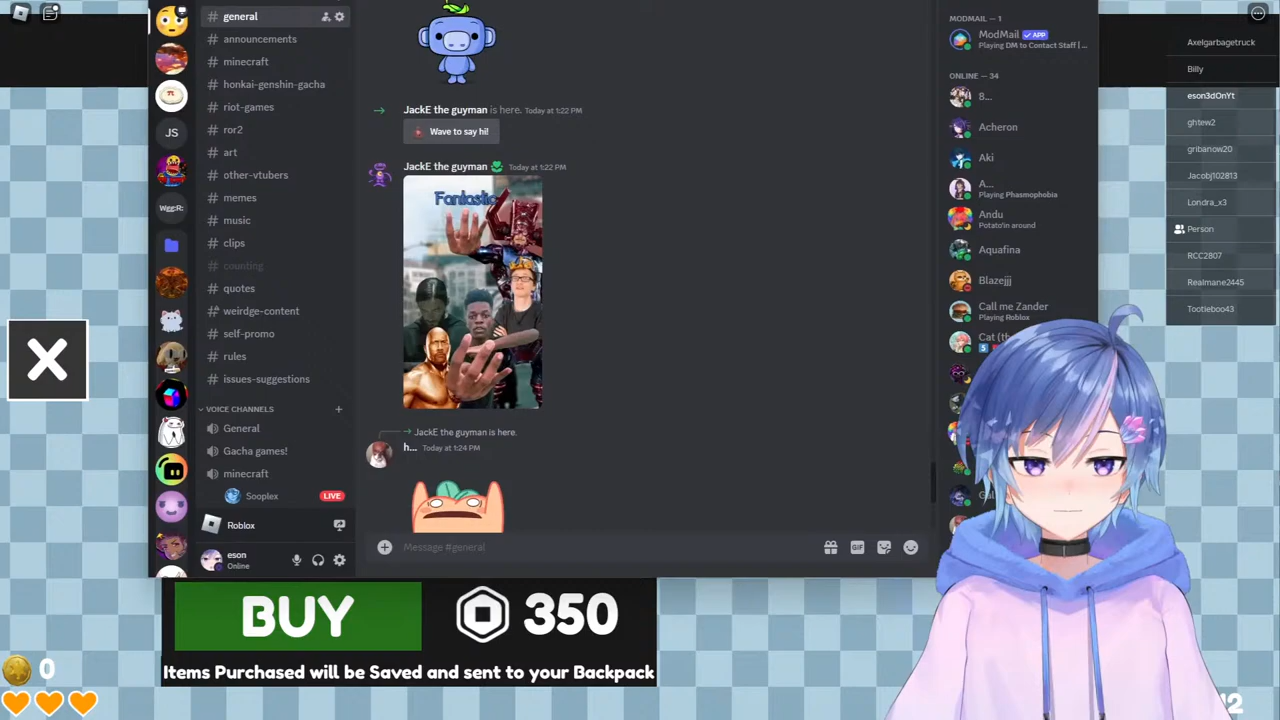 general
announcements
minecraft
honkai-genshin-gacha
riot-games
ror2
art
other-vtubers
memes
music
clips
counting
quotes
weirdge-content
self-promo
rules
issues-suggestions
VOICE CHANNELS
General
Gacha games!
minecraft
Sooplex LIVE
Roblox
eson
Online
JS
JackE the guyman is here. Today at 1:22 PM
Wave to say hi!
JackE the guyman Today at 1:22 PM
Fantastic
JackE the guyman is here.
h... Today at 1:24 PM
Message #general
GIF
MODMAIL — 1
ModMail APP
Playing DM to Contact Staff | ...
ONLINE — 34
8...
Acheron
Aki
A...
Playing Phasmophobia
Andu
Potato'in around
Aquafina
Blazejjj
Call me Zander
Playing Roblox
Cat (th
5
Axelgarbagetruck
Billy
eson3dOnYt
ghtew2
gribanow20
Jacobj102813
Londra_x3
Person
RCC2807
Realmane2445
Tootieboo43
X
BUY 350
Items Purchased will be Saved and sent to your Backpack
0
12